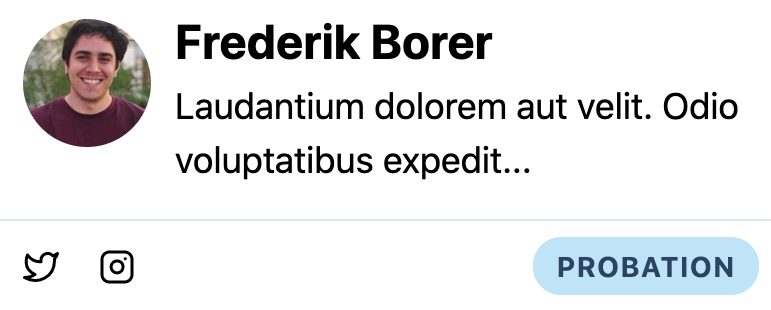 Frederik Borer
Laudantium dolorem aut velit. Odio
voluptatibus expedit...
PROBATION